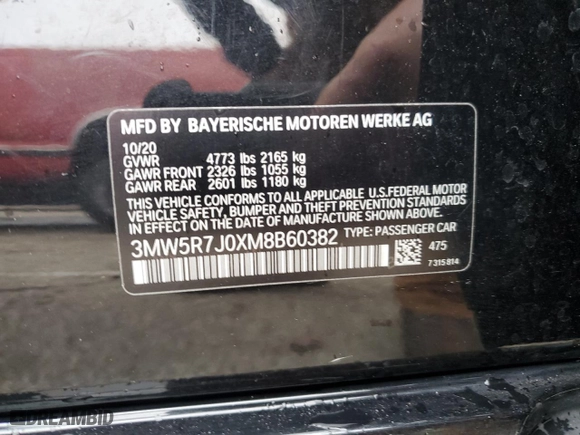 MFD BY BAYERISCHE MOTOREN WERKE AG
10/20
GVWR 4773 lbs 2165 kg
GAWR FRONT 2326 lbs 1055 kg
GAWR REAR 2601 lbs 1180 kg
THIS VEHICLE CONFORMS TO ALL APPLICABLE U.S.FEDERAL MOTOR
VEHICLE SAFETY, BUMPER, AND THEFT PREVENTION STANDARDS
IN EFFECT ON THE DATE OF MANUFACTURE SHOWN ABOVE.
3MW5R7J0XM8B60382 TYPE: PASSENGER CAR
475
7315814
DREAMBID